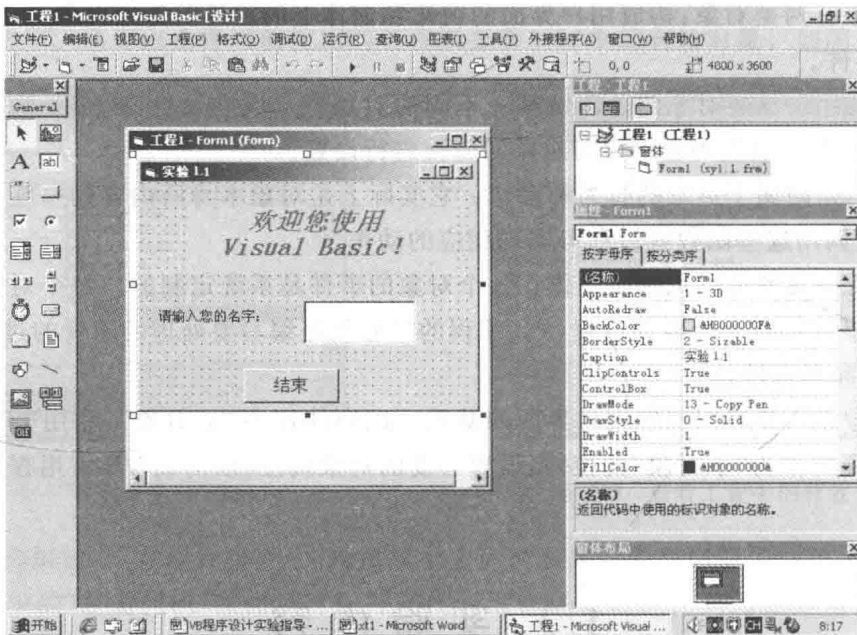 工程1 - Microsoft Visual Basic [设计]
文件(F) 编辑(E) 视图(V) 工程(P) 格式(O) 调试(D) 运行(R) 查询(U) 图表(I) 工具(T) 外接程序(A) 窗口(W) 帮助(H)
0, 0 4800 x 3600
General
工程 - 工程1
工程1 (工程1)
窗体
Form1 (sy1.1.frm)
工程1 - Form1 (Form)
实验 1.1
欢迎您使用
Visual Basic!
请输入您的名字:
结束
属性 - Form1
Form1 Form
按字母序 按分类序
(名称) Form1
Appearance 1 - 3D
AutoRedraw False
BackColor &H8000000F&
BorderStyle 2 - Sizable
Caption 实验 1.1
ClipControls True
ControlBox True
DrawMode 13 - Copy Pen
DrawStyle 0 - Solid
DrawWidth 1
Enabled True
FillColor &H00000000&
(名称)
返回代码中使用的标识对象的名称。
窗体布局
开始 VB程序设计实验指导 - ... xt1 - Microsoft Word 工程1 - Microsoft Visual ... 8:17